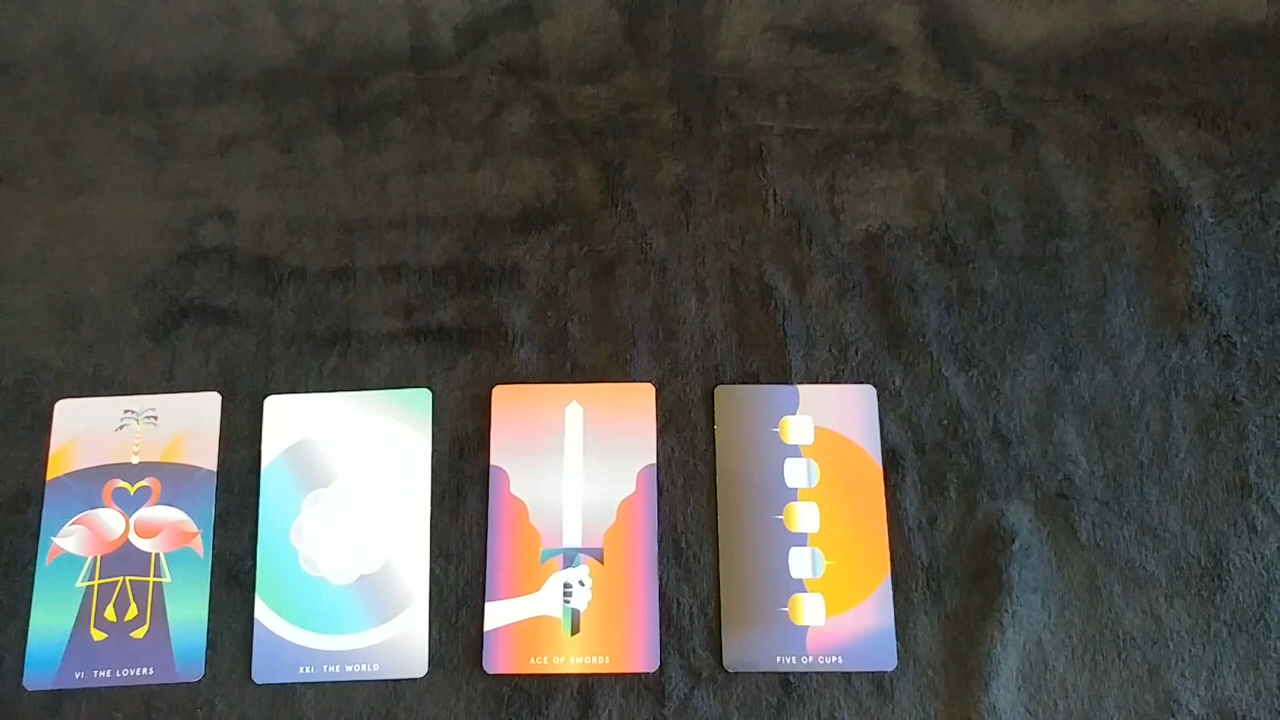 VI. THE LOVERS
XXI. THE WORLD
ACE OF SWORDS
FIVE OF CUPS